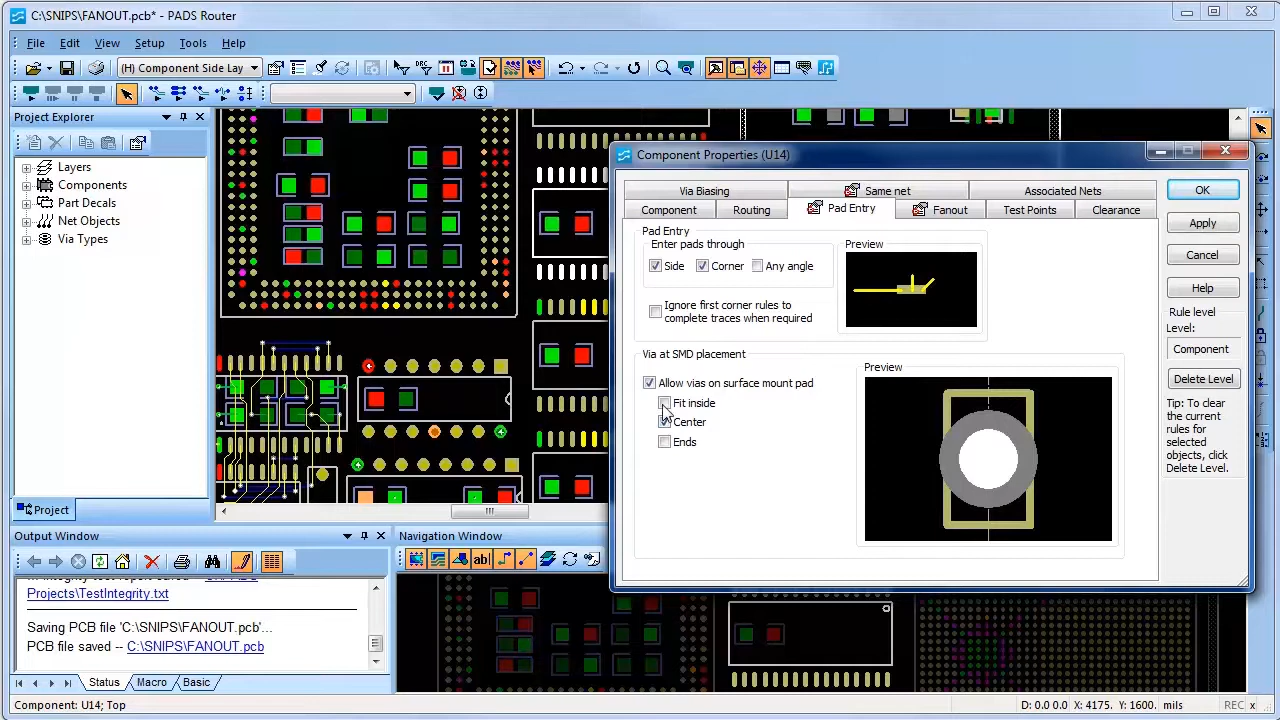 C:\SNIPS\FANOUT.pcb* - PADS Router
File Edit View Setup Tools Help
(H) Component Side Lay
Project Explorer
Layers
Components
Part Decals
Net Objects
Via Types
Project
Component Properties (U14)
Via Biasing Same net Associated Nets
Component Routing Pad Entry Fanout Test Points Clearance
Pad Entry
Enter pads through
Side Corner Any angle
Ignore first corner rules to
complete traces when required
Preview
Via at SMD placement
Allow vias on surface mount pad
Fit inside
Center
Ends
Preview
OK
Apply
Cancel
Help
Rule level
Level:
Component
Delete Level
Tip: To clear
the current
rules for
selected
objects, click
Delete Level.
Output Window
Projects\TestIntegrity.txt
Saving PCB file 'C:\SNIPS\FANOUT.pcb'...
CB file saved -- C:\SNIPS\FANOUT.pcb
Status Macro Basic
Navigation Window
ab|
Component: U14; Top
D: 0.0 0.0 X: 4175. Y: 1600. mils
REC x